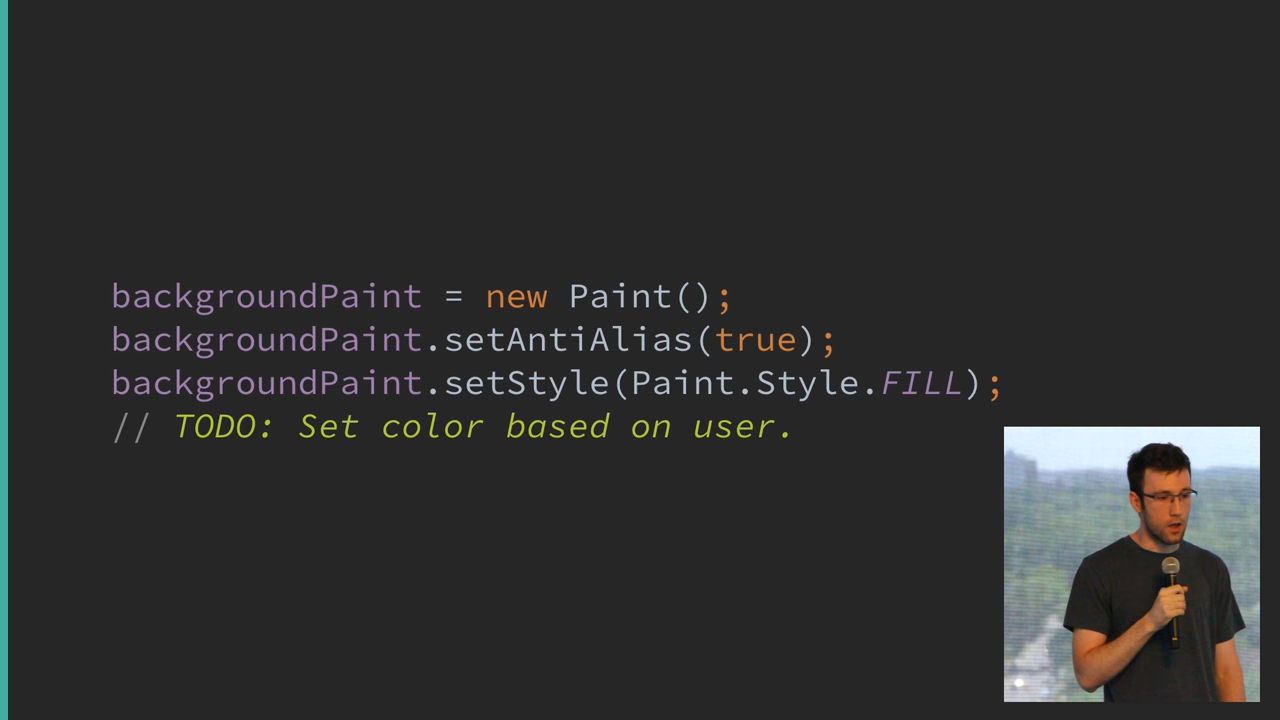 backgroundPaint = new Paint();
backgroundPaint.setAntiAlias(true);
backgroundPaint.setStyle(Paint.Style.FILL);
// TODO: Set color based on user.